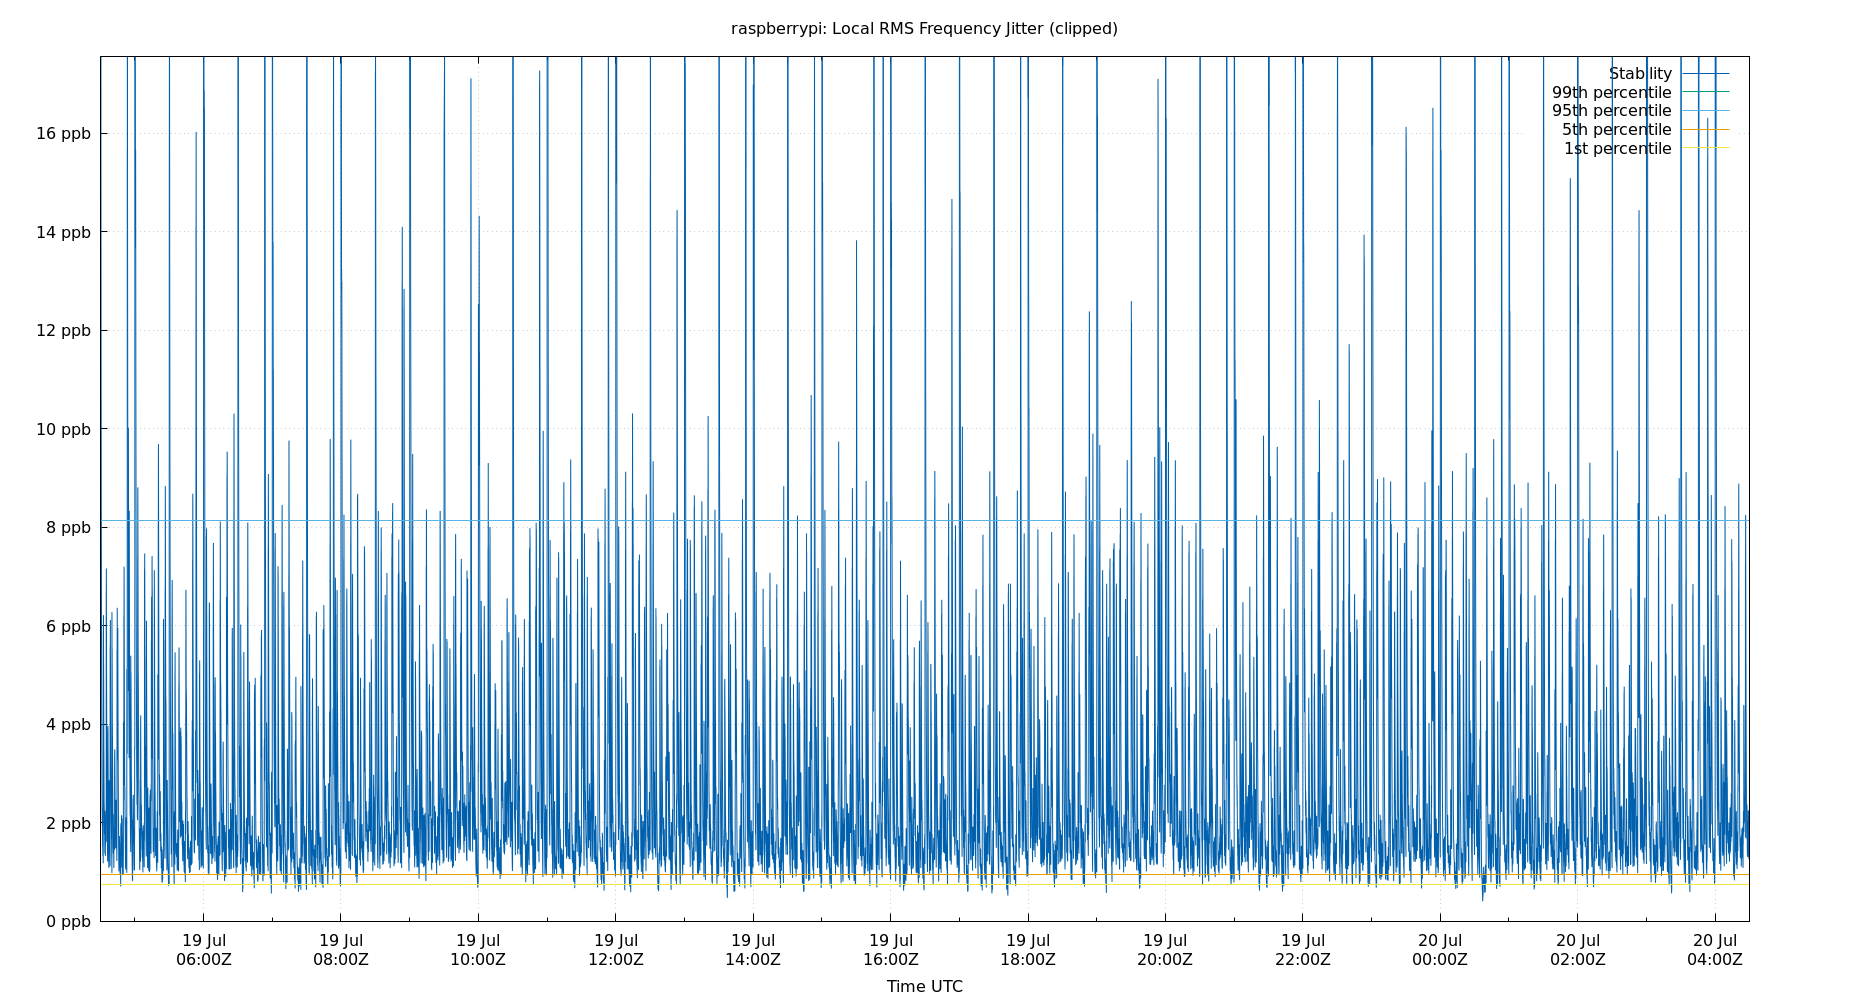 raspberrypi: Local RMS Frequency Jitter (clipped)
Stability
99th percentile
95th percentile
5th percentile
1st percentile
16 ppb
14 ppb
12 ppb
10 ppb
8 ppb
6 ppb
4 ppb
2 ppb
0 ppb
19 Jul 19 Jul 19 Jul 19 Jul 19 Jul 19 Jul 19 Jul 19 Jul 19 Jul 20 Jul 20 Jul 20 Jul
06:00Z 08:00Z 10:00Z 12:00Z 14:00Z 16:00Z 18:00Z 20:00Z 22:00Z 00:00Z 02:00Z 04:00Z
Time UTC